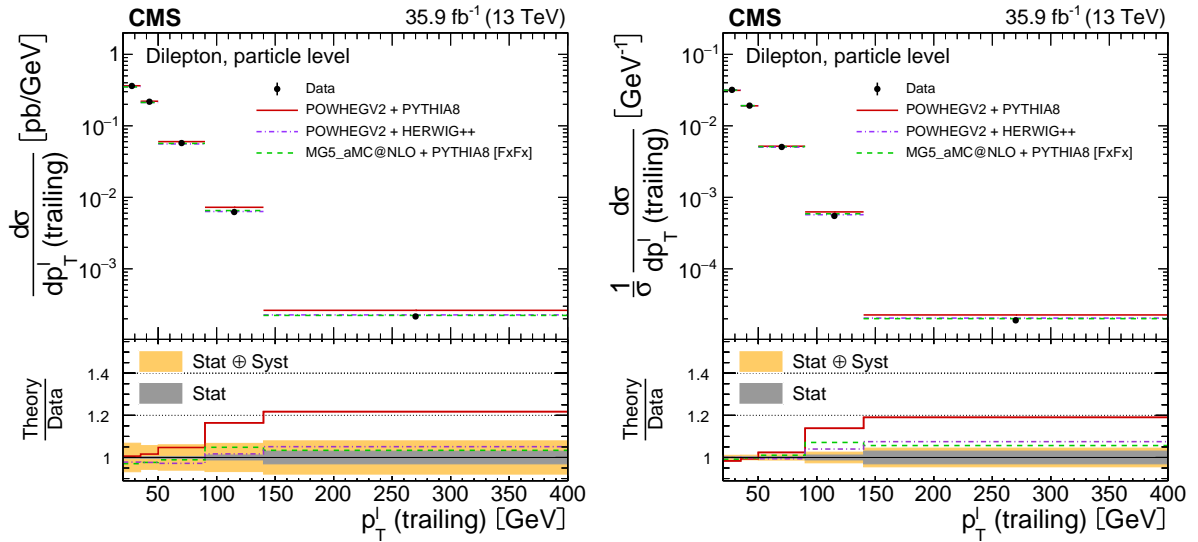 CMS
35.9 fb⁻¹ (13 TeV)
Dilepton, particle level
Data
POWHEGV2 + PYTHIA8
POWHEGV2 + HERWIG++
MG5_aMC@NLO + PYTHIA8 [FxFx]
dσ
dp_T^l (trailing)
[pb/GeV]
1
10⁻¹
10⁻²
10⁻³
Stat ⊕ Syst
Stat
Theory
Data
1.4
1.2
1
50 100 150 200 250 300 350 400
p_T^l (trailing) [GeV]
CMS
35.9 fb⁻¹ (13 TeV)
Dilepton, particle level
Data
POWHEGV2 + PYTHIA8
POWHEGV2 + HERWIG++
MG5_aMC@NLO + PYTHIA8 [FxFx]
1
σ
dσ
dp_T^l (trailing)
[GeV⁻¹]
10⁻¹
10⁻²
10⁻³
10⁻⁴
Stat ⊕ Syst
Stat
Theory
Data
1.4
1.2
1
50 100 150 200 250 300 350 400
p_T^l (trailing) [GeV]